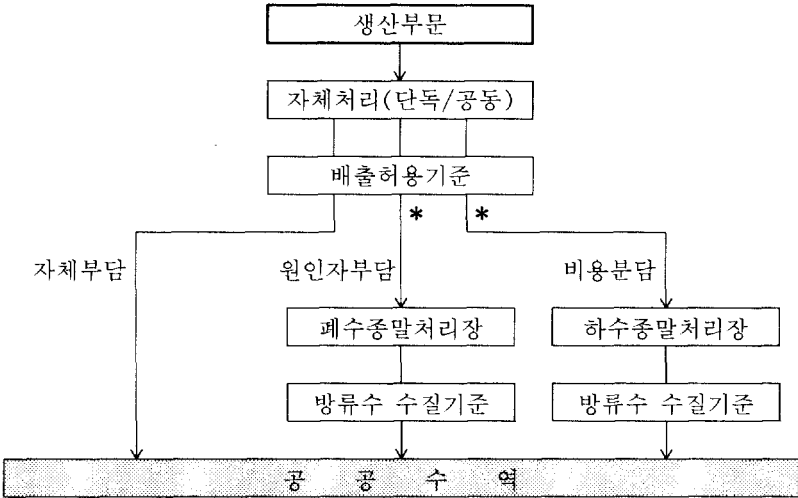 생산부문
자체처리(단독/공동)
배출허용기준
* *
자체부담 원인자부담 비용분담
폐수종말처리장 하수종말처리장
방류수 수질기준 방류수 수질기준
공 공 수 역